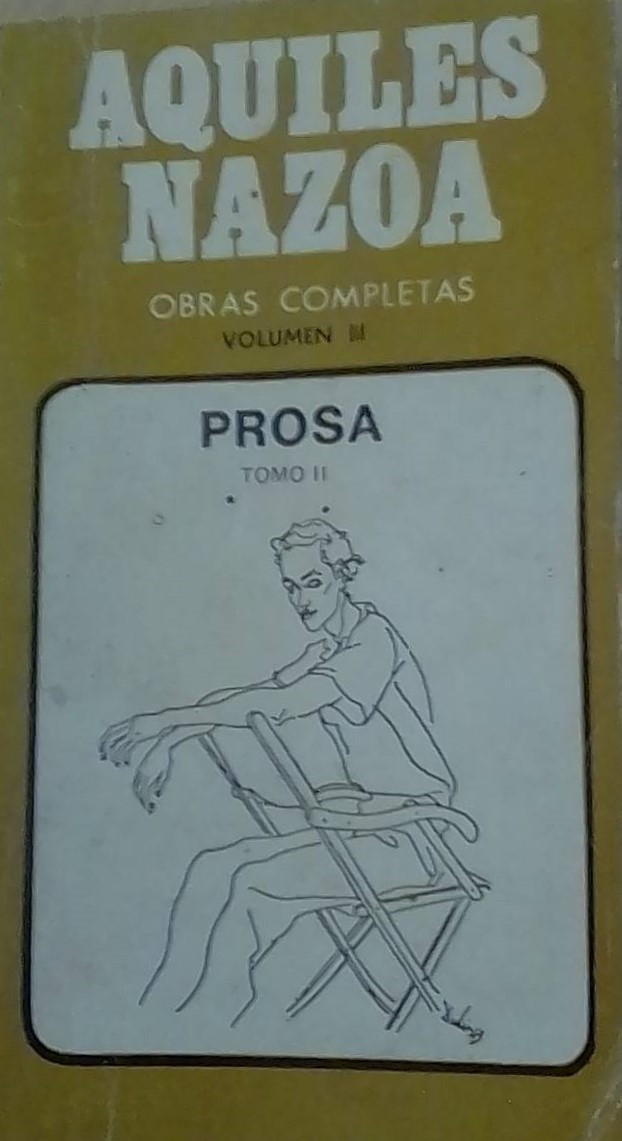 AQUILES
NAZOA
OBRAS COMPLETAS
VOLUMEN III
PROSA
TOMO II